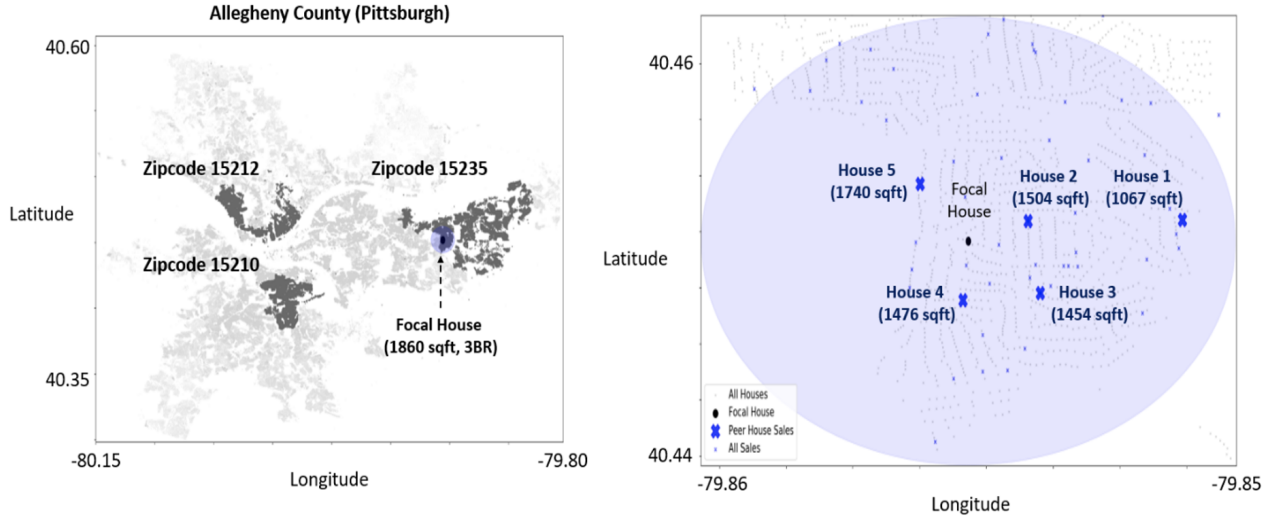 Allegheny County (Pittsburgh)
40.60
Zipcode 15212
Zipcode 15235
Latitude
Zipcode 15210
Focal House
(1860 sqft, 3BR)
40.35
-80.15
-79.80
Longitude
40.46
House 5
(1740 sqft)
Focal
House
House 2
(1504 sqft)
House 1
(1067 sqft)
Latitude
House 4
(1476 sqft)
House 3
(1454 sqft)
All Houses
Focal House
Peer House Sales
All Sales
40.44
-79.86
-79.85
Longitude